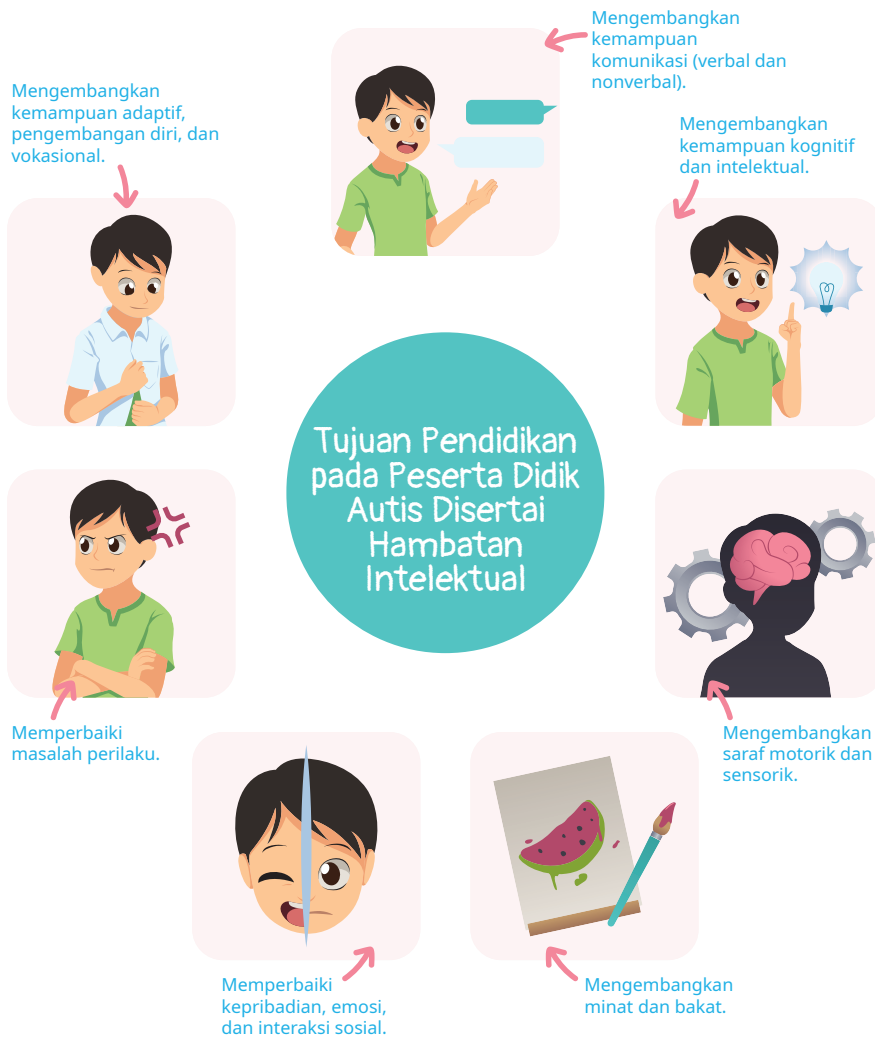 Mengembangkan
kemampuan
komunikasi (verbal dan
nonverbal).
Mengembangkan
kemampuan adaptif,
pengembangan diri, dan
vokasional.
Mengembangkan
kemampuan kognitif
dan intelektual.
Tujuan Pendidikan
pada Peserta Didik
Autis Disertai
Hambatan
Intelektual
Memperbaiki
masalah perilaku.
Mengembangkan
saraf motorik dan
sensorik.
Memperbaiki
kepribadian, emosi,
dan interaksi sosial.
Mengembangkan
minat dan bakat.